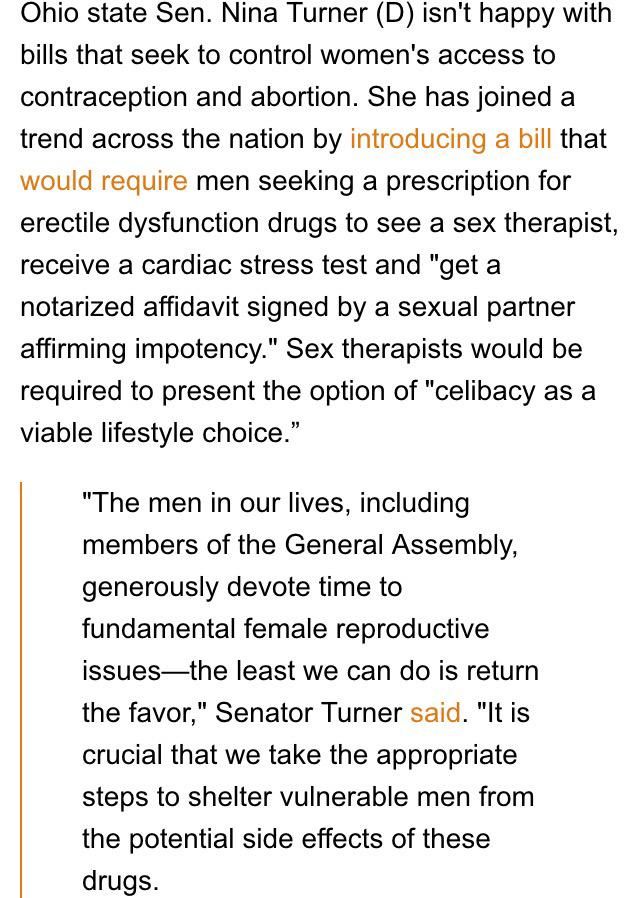 Ohio state Sen. Nina Turner (D) isn't happy with
bills that seek to control women's access to
contraception and abortion. She has joined a
trend across the nation by introducing a bill that
would require men seeking a prescription for
erectile dysfunction drugs to see a sex therapist,
receive a cardiac stress test and "get a
notarized affidavit signed by a sexual partner
affirming impotency." Sex therapists would be
required to present the option of "celibacy as a
viable lifestyle choice.”
"The men in our lives, including
members of the General Assembly,
generously devote time to
fundamental female reproductive
issues—the least we can do is return
the favor," Senator Turner said. "It is
crucial that we take the appropriate
steps to shelter vulnerable men from
the potential side effects of these
drugs.